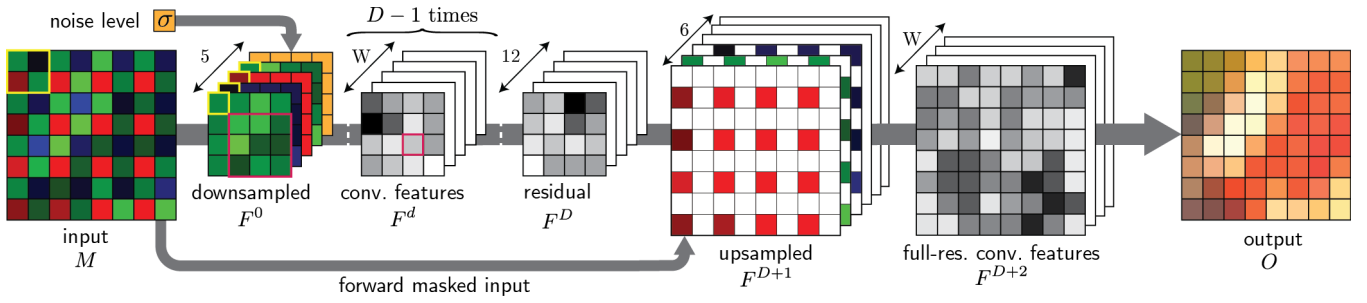 noise level σ
D − 1 times
5
W
12
6
W
downsampled
F^0
conv. features
F^d
residual
F^D
input
M
upsampled
F^{D+1}
full-res. conv. features
F^{D+2}
output
O
forward masked input